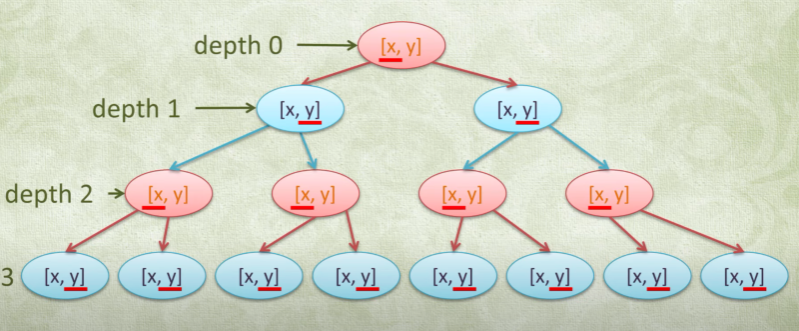 depth 0 [x, y]
depth 1 [x, y] [x, y]
depth 2 [x, y] [x, y] [x, y] [x, y]
3 [x, y] [x, y] [x, y] [x, y] [x, y] [x, y] [x, y] [x, y]